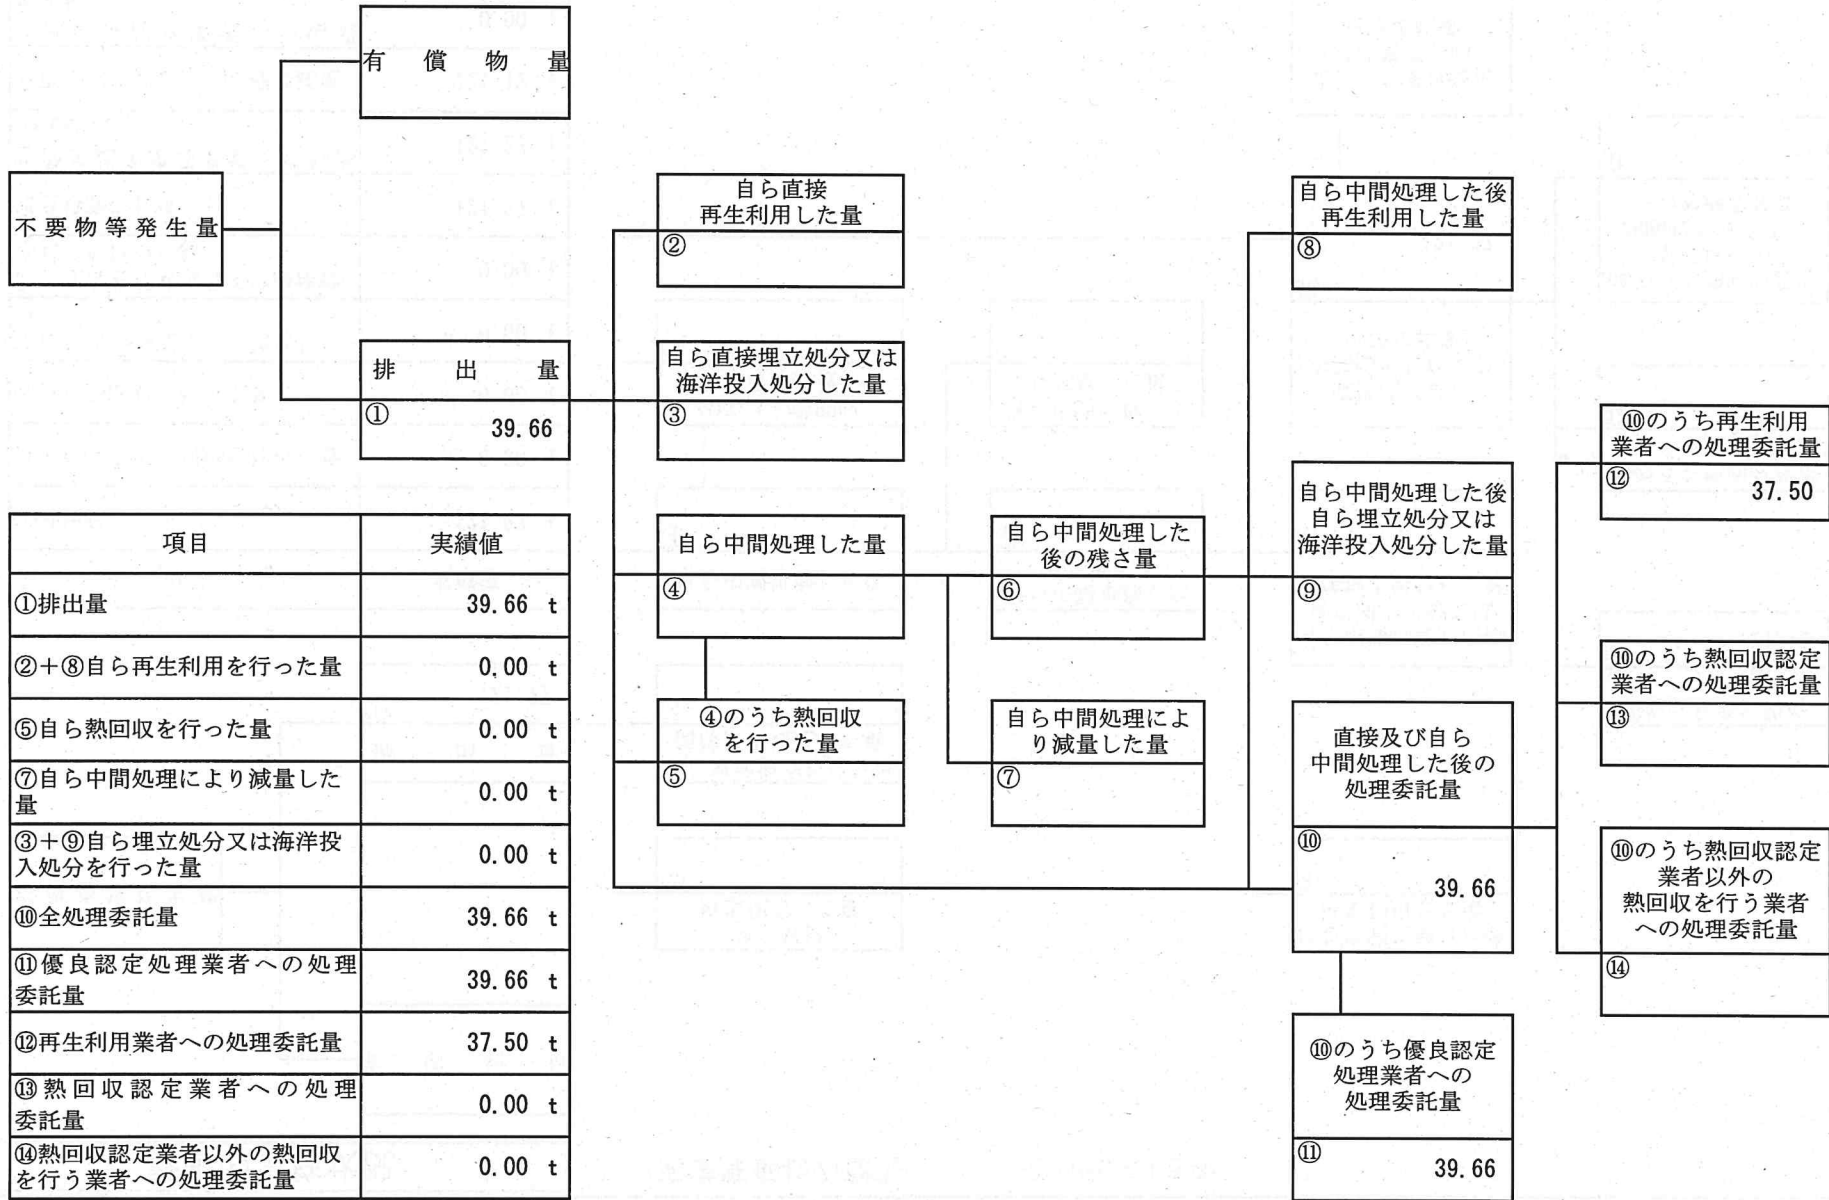 有償物量
不要物等発生量
排出量
① 39.66
自ら直接
再生利用した量
②
自ら直接埋立処分又は
海洋投入処分した量
③
自ら中間処理した量
④
④のうち熱回収
を行った量
⑤
自ら中間処理した
後の残さ量
⑥
自ら中間処理によ
り減量した量
⑦
自ら中間処理した後
再生利用した量
⑧
自ら中間処理した後
自ら埋立処分又は
海洋投入処分した量
⑨
直接及び自ら
中間処理した後の
処理委託量
⑩
39.66
⑩のうち優良認定
処理業者への
処理委託量
⑪
39.66
⑩のうち再生利用
業者への処理委託量
⑫ 37.50
⑩のうち熱回収認定
業者への処理委託量
⑬
⑩のうち熱回収認定
業者以外の
熱回収を行う業者
への処理委託量
⑭
項目 実績値
①排出量 39.66 t
②+⑧自ら再生利用を行った量 0.00 t
⑤自ら熱回収を行った量 0.00 t
⑦自ら中間処理により減量した
量 0.00 t
③+⑨自ら埋立処分又は海洋投
入処分を行った量 0.00 t
⑩全処理委託量 39.66 t
⑪優良認定処理業者への処理
委託量 39.66 t
⑫再生利用業者への処理委託量 37.50 t
⑬熱回収認定業者への処理
委託量 0.00 t
⑭熱回収認定業者以外の熱回収
を行う業者への処理委託量 0.00 t